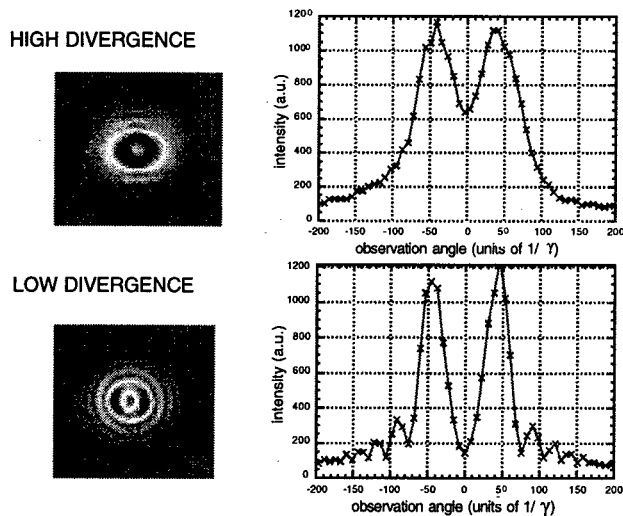 HIGH DIVERGENCE
intensity (a.u.)
1200
1000
800
600
400
200
0
-200 -150 -100 -50 0 50 100 150 200
observation angle (units of 1/ γ)
LOW DIVERGENCE
intensity (a.u.)
1200
1000
800
600
400
200
0
-200 -150 -100 -50 0 50 100 150 200
observation angle (units of 1/ γ)